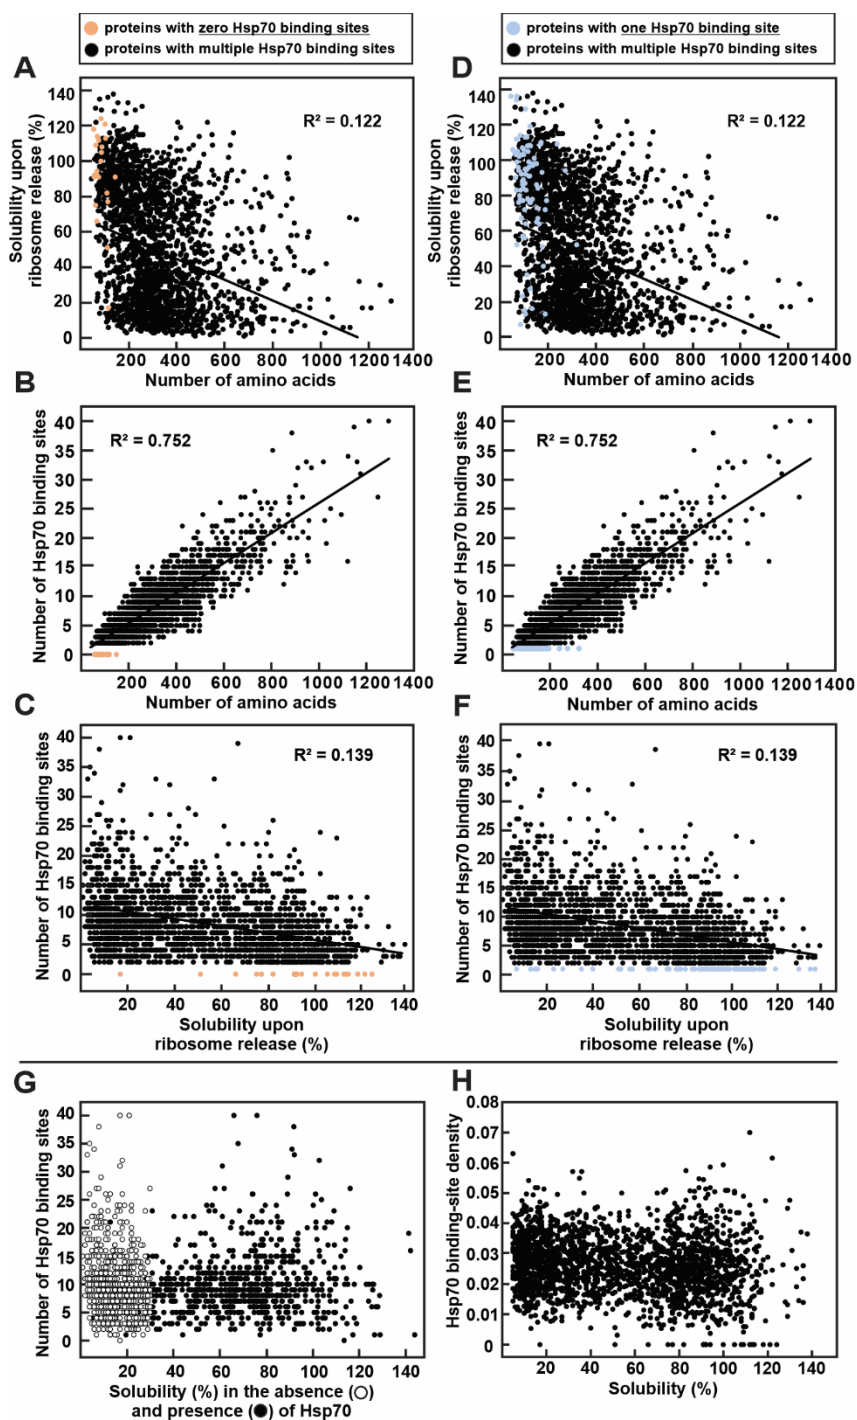 proteins with zero Hsp70 binding sites
proteins with multiple Hsp70 binding sites
proteins with one Hsp70 binding site
proteins with multiple Hsp70 binding sites
A
Solubility upon
ribosome release (%)
140
120
100
80
60
40
20
0
R² = 0.122
200 400 600 800 1000 1200 1400
Number of amino acids
D
Solubility upon
ribosome release (%)
140
120
100
80
60
40
20
0
R² = 0.122
200 400 600 800 1000 1200 1400
Number of amino acids
B
Number of Hsp70 binding sites
40
35
30
25
20
15
10
5
0
R² = 0.752
200 400 600 800 1000 1200 1400
Number of amino acids
E
Number of Hsp70 binding sites
40
35
30
25
20
15
10
5
0
R² = 0.752
200 400 600 800 1000 1200 1400
Number of amino acids
C
Number of Hsp70 binding sites
40
35
30
25
20
15
10
5
0
R² = 0.139
20 40 60 80 100 120 140
Solubility upon
ribosome release (%)
F
Number of Hsp70 binding sites
40
35
30
25
20
15
10
5
0
R² = 0.139
20 40 60 80 100 120 140
Solubility upon
ribosome release (%)
G
Number of Hsp70 binding sites
40
35
30
25
20
15
10
5
0
20 40 60 80 100 120 140
Solubility (%) in the absence (○)
and presence (●) of Hsp70
H
Hsp70 binding-site density
0.08
0.07
0.06
0.05
0.04
0.03
0.02
0.01
0
20 40 60 80 100 120 140
Solubility (%)